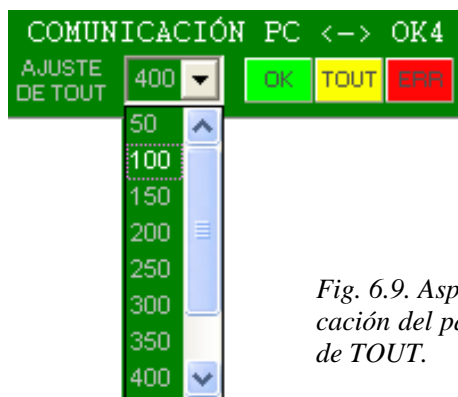 COMUNICACIÓN PC <-> OK4
AJUSTE DE TOUT 400 OK TOUT ERR
50
100
150
200
250
300
350
400
Fig. 6.9. Asp
cación del pa
de TOUT.